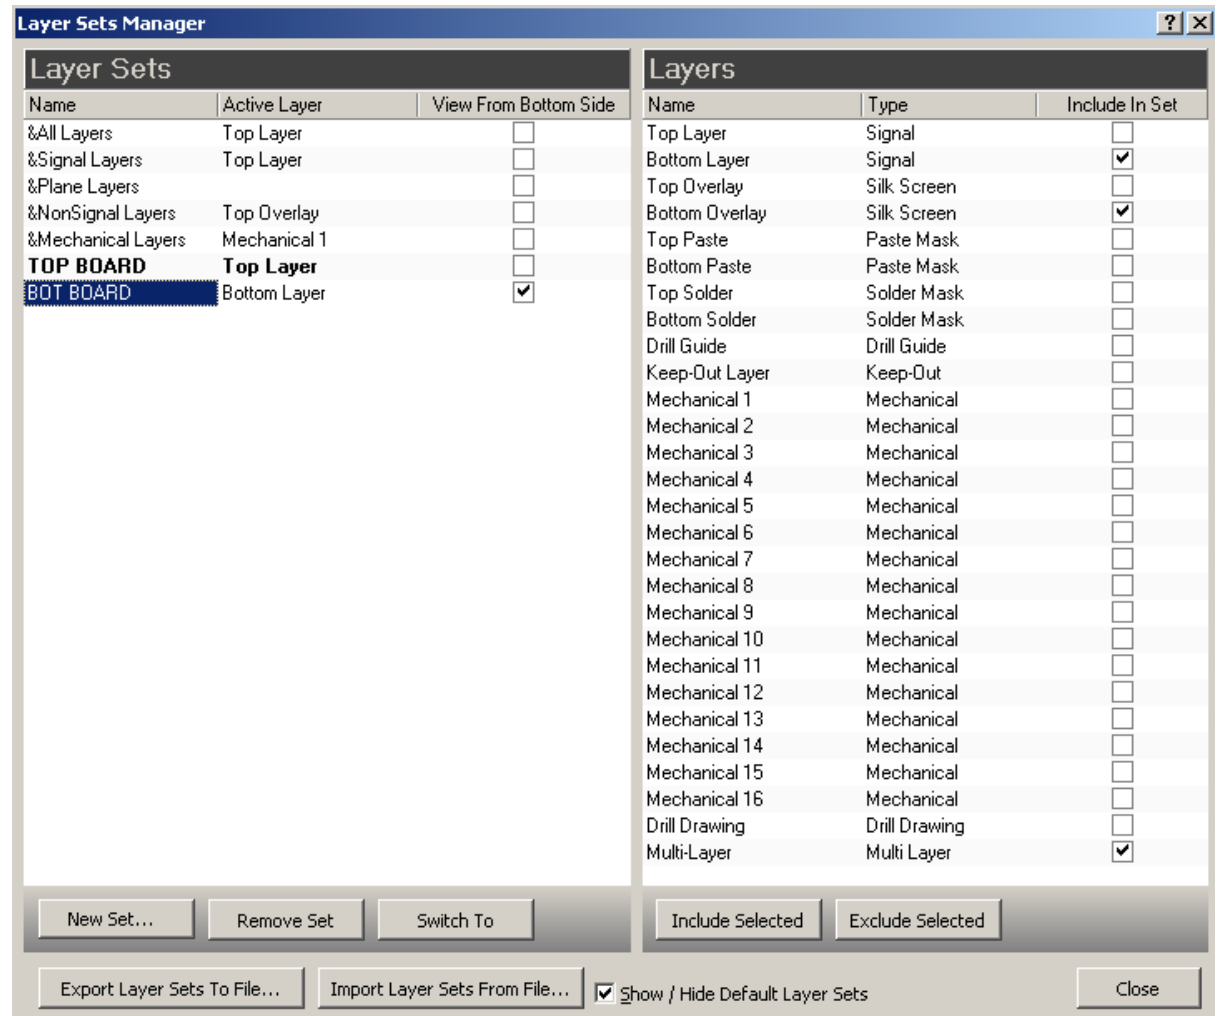 Layer Sets Manager
Layer Sets
Name Active Layer View From Bottom Side
&All Layers Top Layer
&Signal Layers Top Layer
&Plane Layers
&NonSignal Layers Top Overlay
&Mechanical Layers Mechanical 1
TOP BOARD Top Layer
BOT BOARD Bottom Layer
New Set... Remove Set Switch To
Layers
Name Type Include In Set
Top Layer Signal
Bottom Layer Signal
Top Overlay Silk Screen
Bottom Overlay Silk Screen
Top Paste Paste Mask
Bottom Paste Paste Mask
Top Solder Solder Mask
Bottom Solder Solder Mask
Drill Guide Drill Guide
Keep-Out Layer Keep-Out
Mechanical 1 Mechanical
Mechanical 2 Mechanical
Mechanical 3 Mechanical
Mechanical 4 Mechanical
Mechanical 5 Mechanical
Mechanical 6 Mechanical
Mechanical 7 Mechanical
Mechanical 8 Mechanical
Mechanical 9 Mechanical
Mechanical 10 Mechanical
Mechanical 11 Mechanical
Mechanical 12 Mechanical
Mechanical 13 Mechanical
Mechanical 14 Mechanical
Mechanical 15 Mechanical
Mechanical 16 Mechanical
Drill Drawing Drill Drawing
Multi-Layer Multi Layer
Include Selected Exclude Selected
Export Layer Sets To File... Import Layer Sets From File... Show / Hide Default Layer Sets Close